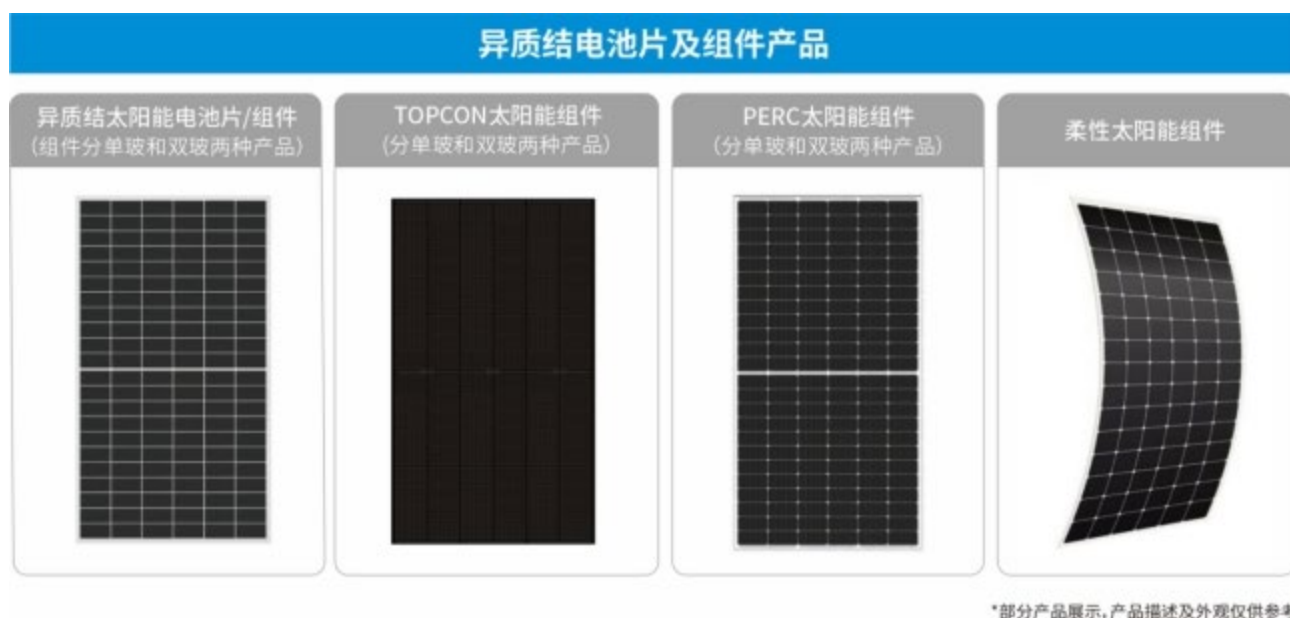 异质结电池片及组件产品
异质结太阳能电池片/组件
（组件分单玻和双玻两种产品）
TOPCON太阳能组件
(分单玻和双玻两种产品)
PERC太阳能组件
(分单玻和双玻两种产品)
柔性太阳能组件
*部分产品展示，产品描述及外观仅供参考